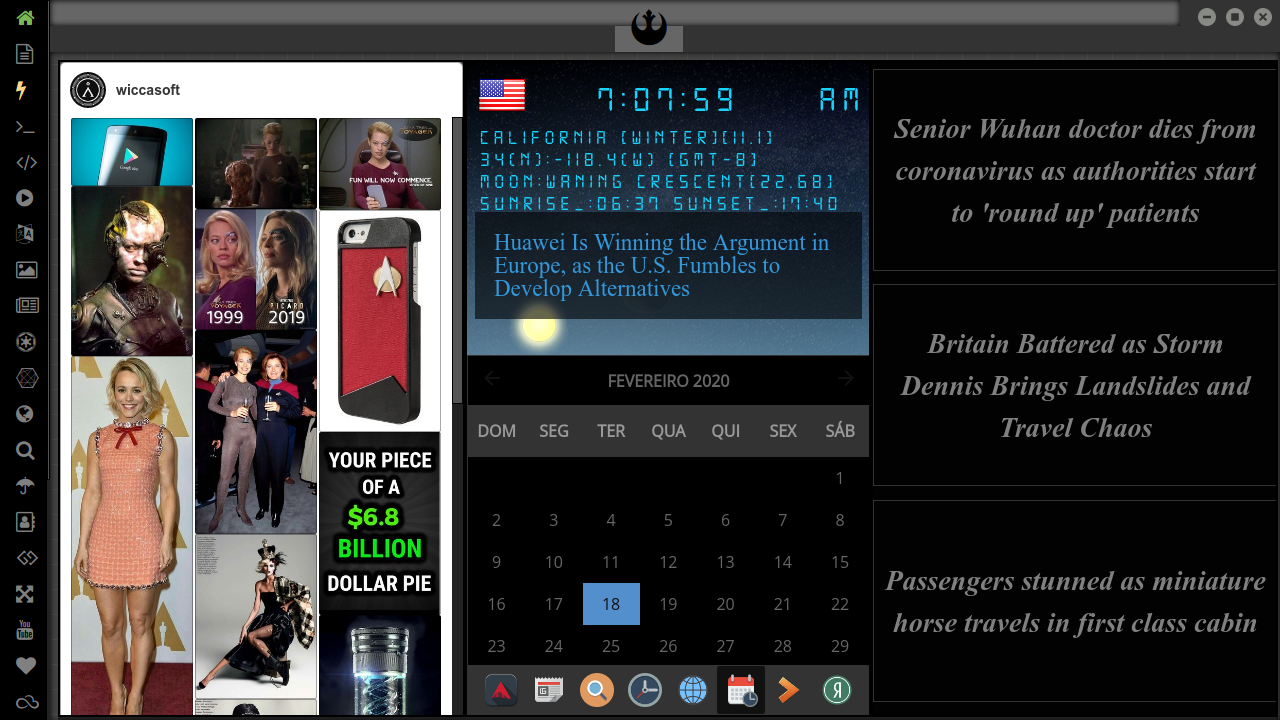 wiccasoft
FUN WILL NOW COMMENCE.
1999
PICARD
2019
YOUR PIECE
OF A
$6.8
BILLION
DOLLAR PIE
7:07:59 AM
CALIFORNIA (WINTER)(11.1)
34(N):-118.4(W) (GMT-8)
MOON:WANING CRESCENT(22.68)
SUNRISE_:06:37 SUNSET_:17:40
Huawei Is Winning the Argument in
Europe, as the U.S. Fumbles to
Develop Alternatives
FEVEREIRO 2020
DOM SEG TER QUA QUI SEX SÁB
1
2 3 4 5 6 7 8
9 10 11 12 13 14 15
16 17 18 19 20 21 22
23 24 25 26 27 28 29
Senior Wuhan doctor dies from
coronavirus as authorities start
to 'round up' patients
Britain Battered as Storm
Dennis Brings Landslides and
Travel Chaos
Passengers stunned as miniature
horse travels in first class cabin
You
Tube